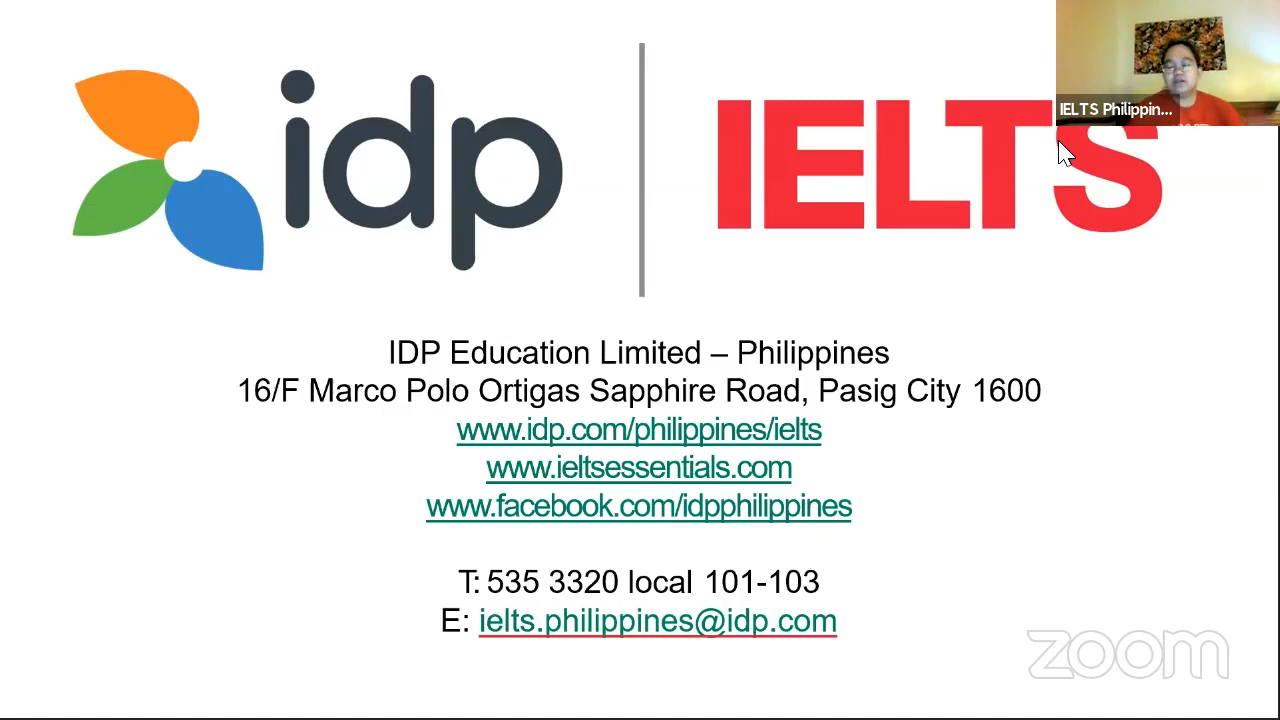 idp
IELTS
IELTS Philippin...
IDP Education Limited – Philippines
16/F Marco Polo Ortigas Sapphire Road, Pasig City 1600
www.idp.com/philippines/ielts
www.ieltsessentials.com
www.facebook.com/idpphilippines
T: 535 3320 local 101-103
E: ielts.philippines@idp.com
zoom